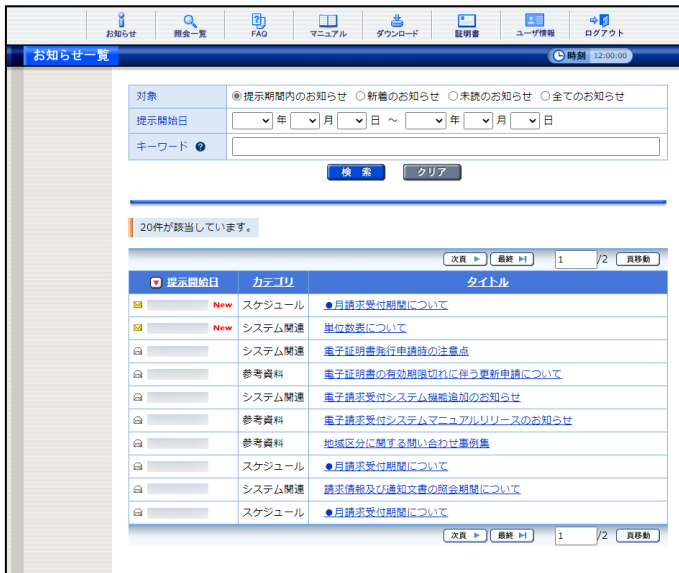 お知らせ 照会一覧 FAQ マニュアル ダウンロード 証明書 ユーザ情報 ログアウト
お知らせ一覧 時刻 12:00:00
対象 提示期間内のお知らせ 新着のお知らせ 未読のお知らせ 全てのお知らせ
提示開始日 年 月 日 ～ 年 月 日
キーワード ?
検 索 クリア
20件が該当しています。
次頁 最終 1 /2 頁移動
提示開始日 カテゴリ タイトル
New スケジュール ●月請求受付期間について
New システム関連 単位数表について
システム関連 電子証明書発行申請時の注意点
参考資料 電子証明書の有効期限切れに伴う更新申請について
システム関連 電子請求受付システム機能追加のお知らせ
参考資料 電子請求受付システムマニュアルリリースのお知らせ
参考資料 地域区分に関する問い合わせ事例集
スケジュール ●月請求受付期間について
システム関連 請求情報及び通知文書の照会期間について
スケジュール ●月請求受付期間について
次頁 最終 1 /2 頁移動